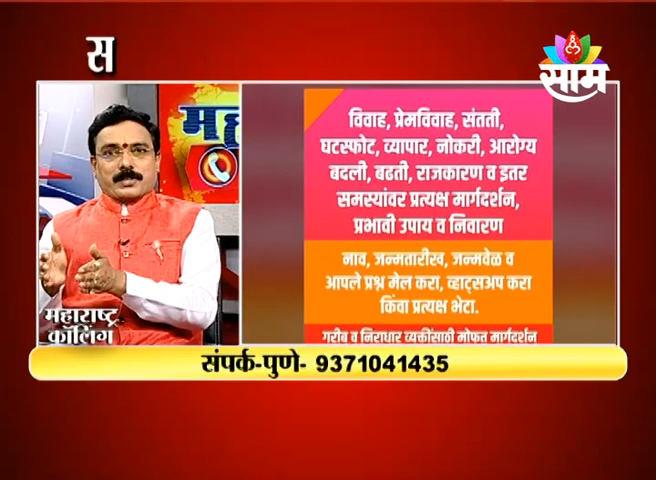 स
साम
विवाह, प्रेमविवाह, संतती,
घटस्फोट, व्यापार, नोकरी, आरोग्य
बदली, बढती, राजकारण व इतर
समस्यांवर प्रत्यक्ष मार्गदर्शन,
प्रभावी उपाय व निवारण
नाव, जन्मतारीख, जन्मवेळ व
आपले प्रश्न मेल करा, व्हाट्सअप करा
किंवा प्रत्यक्ष भेटा.
गरीब व निराधार व्यक्तींसाठी मोफत मार्गदर्शन
महाराष्ट्र
कॉलिंग
संपर्क-पुणे- 9371041435